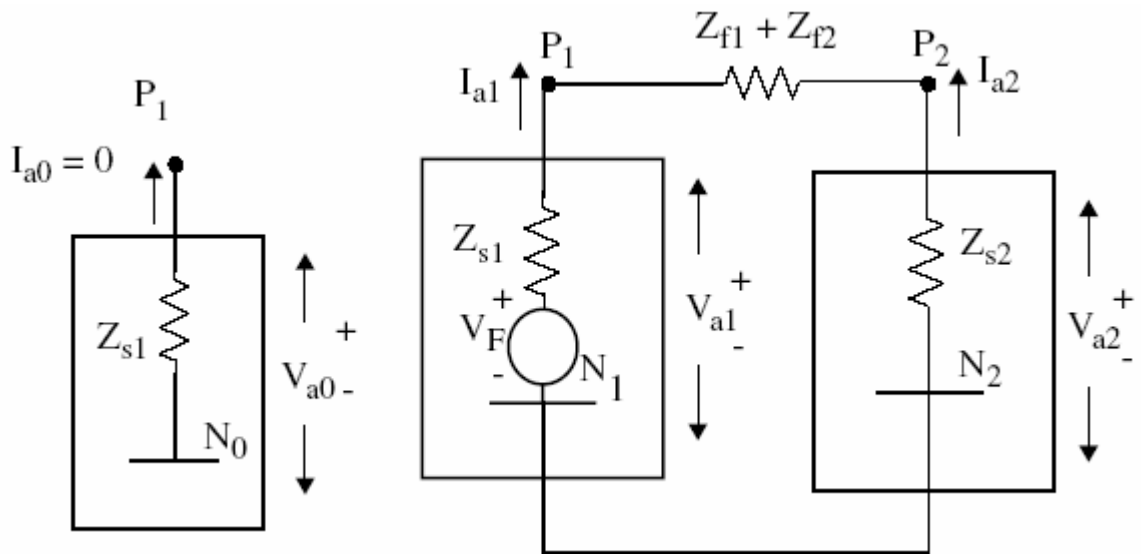 P1
Ia0 = 0
Zs1
+
Va0
-
N0
Zf1 + Zf2
P1
P2
Ia1
Ia2
Zs1
+
VF
-
N1
+
Va1
-
Zs2
N2
+
Va2
-